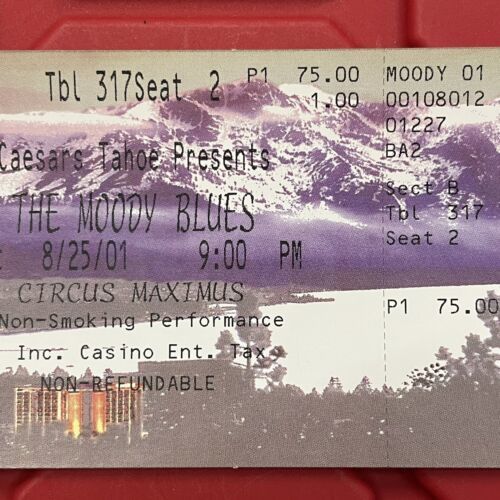 Tbl 317Seat 2 P1 75.00
1.00
Caesars Tahoe Presents
THE MOODY BLUES
8/25/01 9:00 PM
CIRCUS MAXIMUS
Non-Smoking Performance
Inc. Casino Ent. Tax
NON-REFUNDABLE
MOODY 01
00108012
01227
BA2
Sect B
Tbl 317
Seat 2
P1 75.00